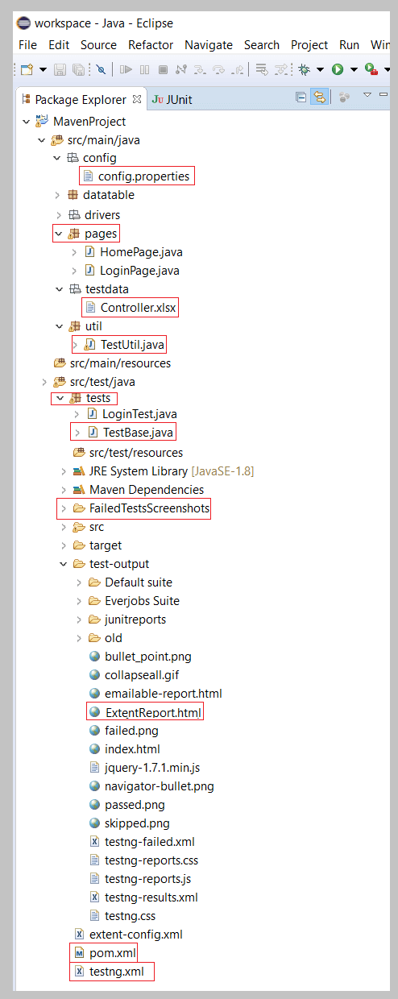 workspace - Java - Eclipse
File Edit Source Refactor Navigate Search Project Run Win
Package Explorer JUnit
MavenProject
src/main/java
config
config.properties
datatable
drivers
pages
HomePage.java
LoginPage.java
testdata
Controller.xlsx
util
TestUtil.java
src/main/resources
src/test/java
tests
LoginTest.java
TestBase.java
src/test/resources
JRE System Library [JavaSE-1.8]
Maven Dependencies
FailedTestsScreenshots
src
target
test-output
Default suite
Everjobs Suite
junitreports
old
bullet_point.png
collapseall.gif
emailable-report.html
ExtentReport.html
failed.png
index.html
jquery-1.7.1.min.js
navigator-bullet.png
passed.png
skipped.png
testng-failed.xml
testng-reports.css
testng-reports.js
testng-results.xml
testng.css
extent-config.xml
pom.xml
testng.xml